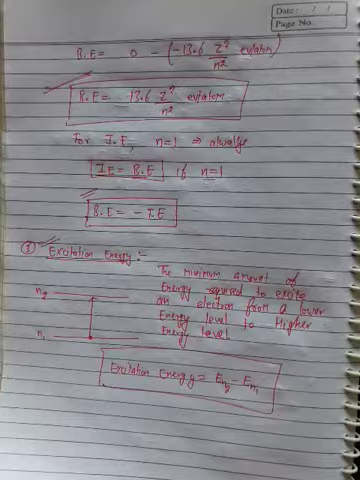 Date: / /
Page No.
B.E = 0 - (-13.6 Z²/n² ev/atom)
B.E = 13.6 Z²/n² ev/atom
For I.E, n=1 ⇒ always
IE = B.E if n=1
B.E = - T.E
③ Excitation Energy :-
The minimum amount of
Energy required to excite
an electron from a lower
Energy level to Higher
Energy level
n₂
n₁
Excitation Energy = En₂ - En₁